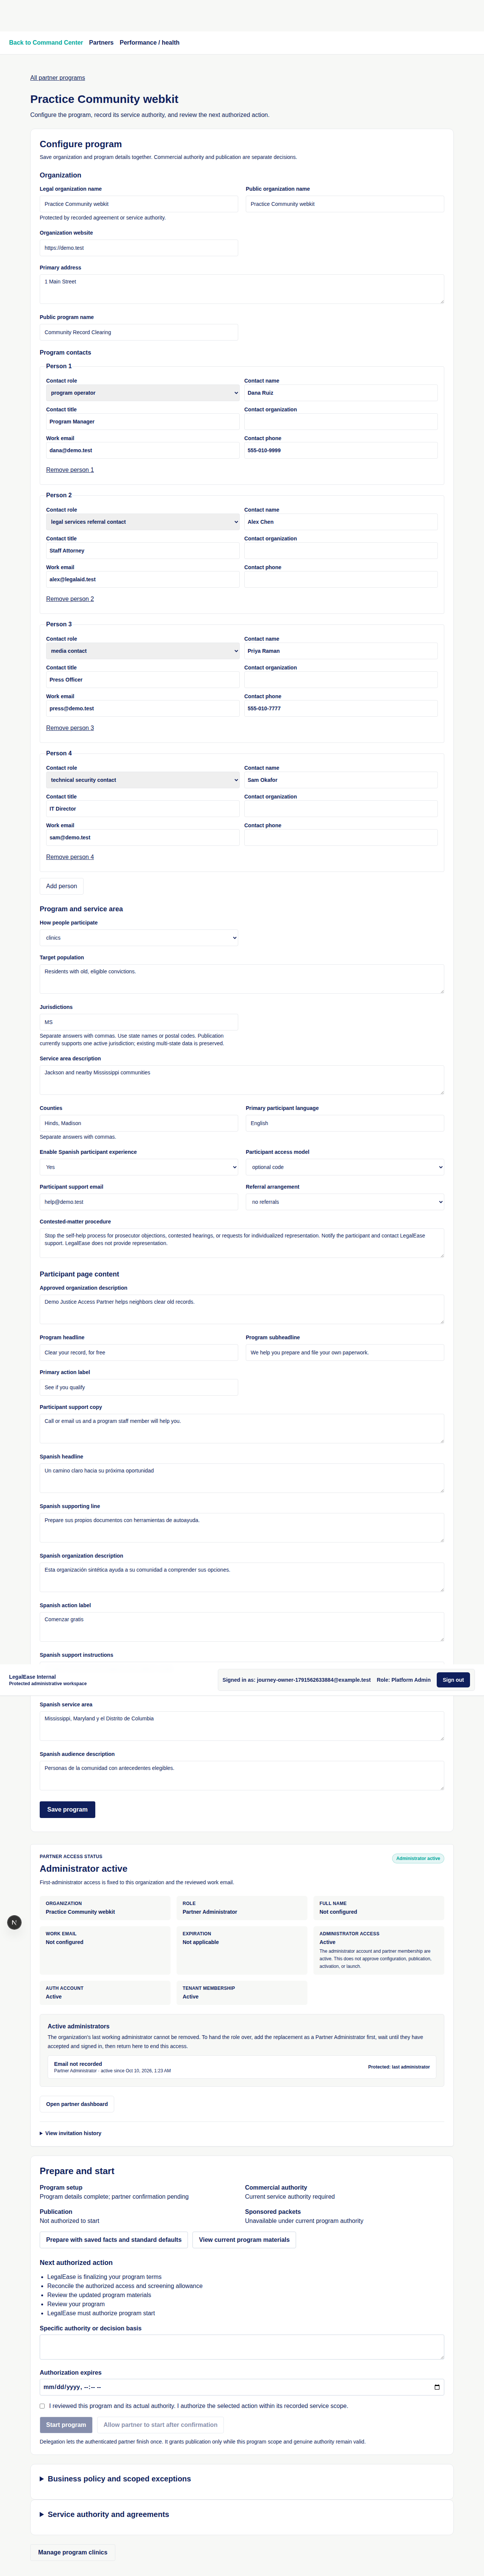 Back to Command Center Partners Performance / health
All partner programs
Practice Community webkit
Configure the program, record its service authority, and review the next authorized action.
Configure program
Save organization and program details together. Commercial authority and publication are separate decisions.
Organization
Legal organization name
Public organization name
Practice Community webkit
Practice Community webkit
Protected by recorded agreement or service authority.
Organization website
https://demo.test
Primary address
1 Main Street
Public program name
Community Record Clearing
Program contacts
Person 1
Contact role
Contact name
program operator
Dana Ruiz
Contact title
Contact organization
Program Manager
Work email
Contact phone
dana@demo.test
555-010-9999
Remove person 1
Person 2
Contact role
Contact name
legal services referral contact
Alex Chen
Contact title
Contact organization
Staff Attorney
Work email
Contact phone
alex@legalaid.test
Remove person 2
Person 3
Contact role
Contact name
media contact
Priya Raman
Contact title
Contact organization
Press Officer
Work email
Contact phone
press@demo.test
555-010-7777
Remove person 3
Person 4
Contact role
Contact name
technical security contact
Sam Okafor
Contact title
Contact organization
IT Director
Work email
Contact phone
sam@demo.test
Remove person 4
Add person
Program and service area
How people participate
clinics
Target population
Residents with old, eligible convictions.
Jurisdictions
MS
Separate answers with commas. Use state names or postal codes. Publication
currently supports one active jurisdiction; existing multi-state data is preserved.
Service area description
Jackson and nearby Mississippi communities
Counties
Primary participant language
Hinds, Madison
English
Separate answers with commas.
Enable Spanish participant experience
Participant access model
Yes
optional code
Participant support email
Referral arrangement
help@demo.test
no referrals
Contested-matter procedure
Stop the self-help process for prosecutor objections, contested hearings, or requests for individualized representation. Notify the participant and contact LegalEase
support. LegalEase does not provide representation.
Participant page content
Approved organization description
Demo Justice Access Partner helps neighbors clear old records.
Program headline
Program subheadline
Clear your record, for free
We help you prepare and file your own paperwork.
Primary action label
See if you qualify
Participant support copy
Call or email us and a program staff member will help you.
Spanish headline
Un camino claro hacia su próxima oportunidad
Spanish supporting line
Prepare sus propios documentos con herramientas de autoayuda.
Spanish organization description
Esta organización sintética ayuda a su comunidad a comprender sus opciones.
Spanish action label
Comenzar gratis
Spanish support instructions
LegalEase Internal
Protected administrative workspace
Signed in as: journey-owner-1791562633884@example.test Role: Platform Admin Sign out
Spanish service area
Mississippi, Maryland y el Distrito de Columbia
Spanish audience description
Personas de la comunidad con antecedentes elegibles.
Save program
PARTNER ACCESS STATUS
Administrator active
Administrator active
First-administrator access is fixed to this organization and the reviewed work email.
ORGANIZATION
Practice Community webkit
ROLE
Partner Administrator
FULL NAME
Not configured
WORK EMAIL
Not configured
EXPIRATION
Not applicable
ADMINISTRATOR ACCESS
Active
The administrator account and partner membership are
active. This does not approve configuration, publication,
activation, or launch.
AUTH ACCOUNT
Active
TENANT MEMBERSHIP
Active
Active administrators
The organization's last working administrator cannot be removed. To hand the role over, add the replacement as a Partner Administrator first, wait until they have
accepted and signed in, then return here to end this access.
Email not recorded
Partner Administrator · active since Oct 10, 2026, 1:23 AM
Protected: last administrator
Open partner dashboard
View invitation history
Prepare and start
Program setup
Program details complete; partner confirmation pending
Commercial authority
Current service authority required
Publication
Not authorized to start
Sponsored packets
Unavailable under current program authority
Prepare with saved facts and standard defaults
View current program materials
Next authorized action
LegalEase is finalizing your program terms
Reconcile the authorized access and screening allowance
Review the updated program materials
Review your program
LegalEase must authorize program start
Specific authority or decision basis
Authorization expires
mm/dd/yyyy, --:-- --
I reviewed this program and its actual authority. I authorize the selected action within its recorded service scope.
Start program
Allow partner to start after confirmation
Delegation lets the authenticated partner finish once. It grants publication only while this program scope and genuine authority remain valid.
Business policy and scoped exceptions
Service authority and agreements
Manage program clinics